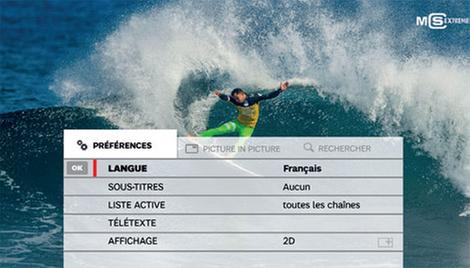 MCS EXTREME
PRÉFÉRENCES PICTURE IN PICTURE RECHERCHER
OK LANGUE Français
SOUS-TITRES Aucun
LISTE ACTIVE toutes les chaînes
TÉLÉTEXTE
AFFICHAGE 2D